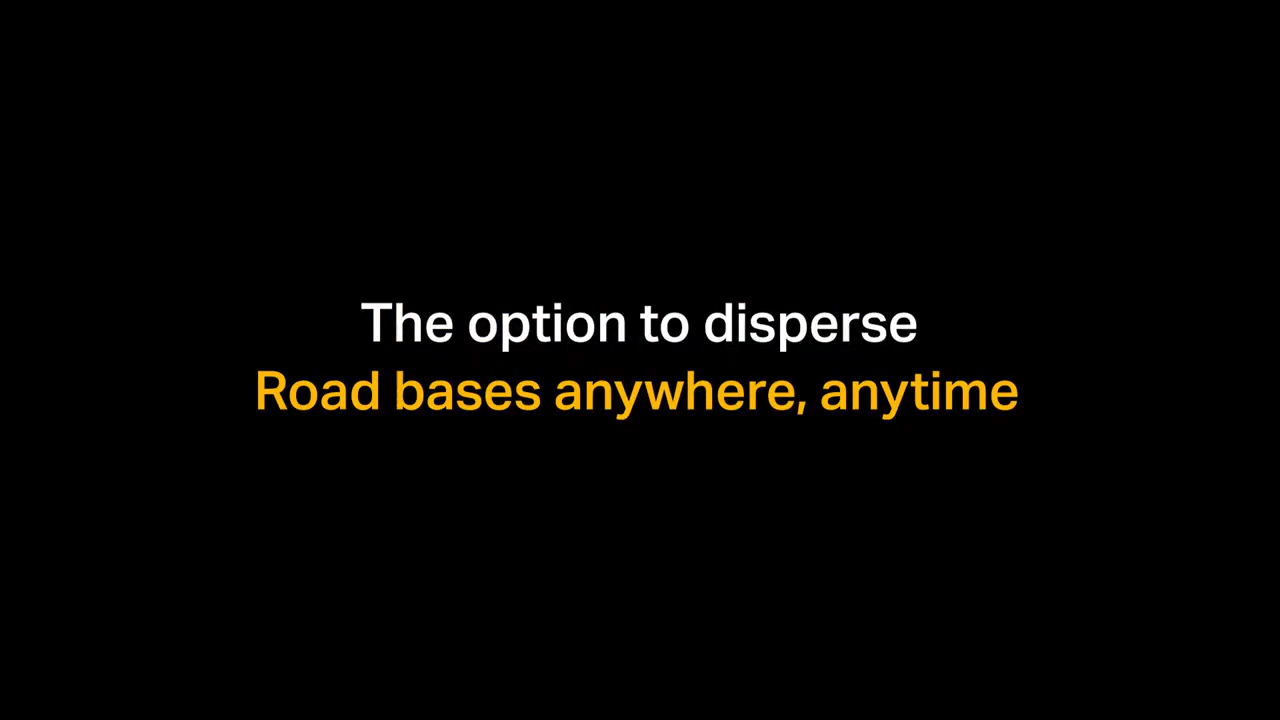 The option to disperse
Road bases anywhere, anytime